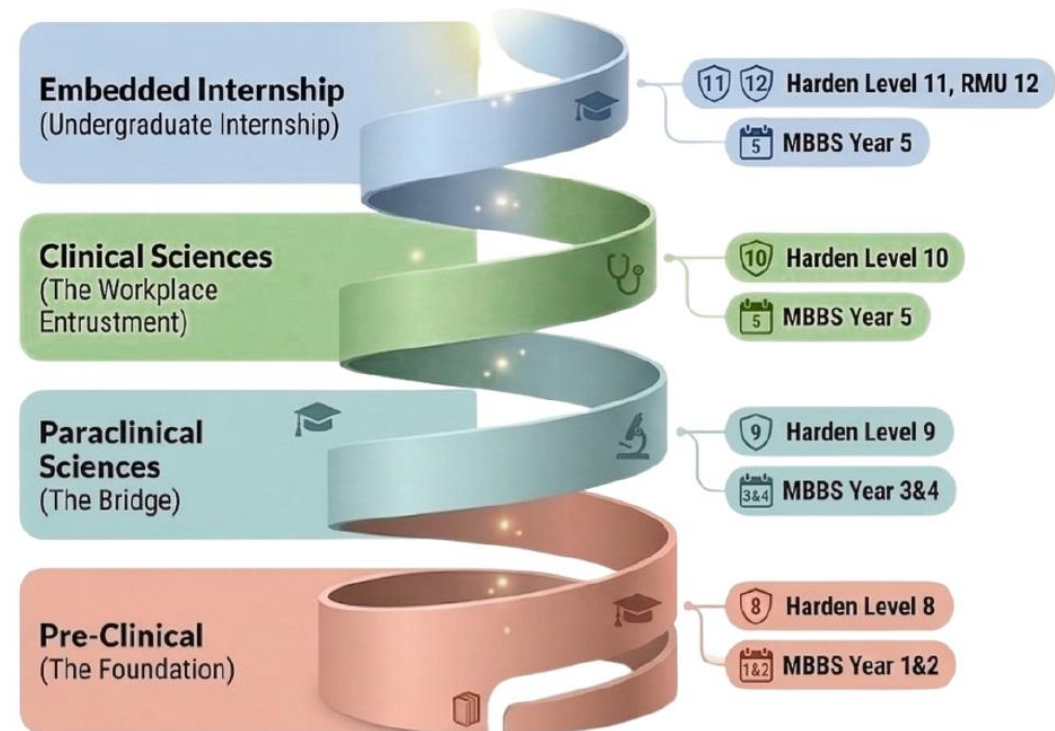 Embedded Internship
(Undergraduate Internship)
11 12 Harden Level 11, RMU 12
5 MBBS Year 5
Clinical Sciences
(The Workplace
Entrustment)
10 Harden Level 10
5 MBBS Year 5
Paraclinical
Sciences
(The Bridge)
9 Harden Level 9
3&4 MBBS Year 3&4
Pre-Clinical
(The Foundation)
8 Harden Level 8
1&2 MBBS Year 1&2